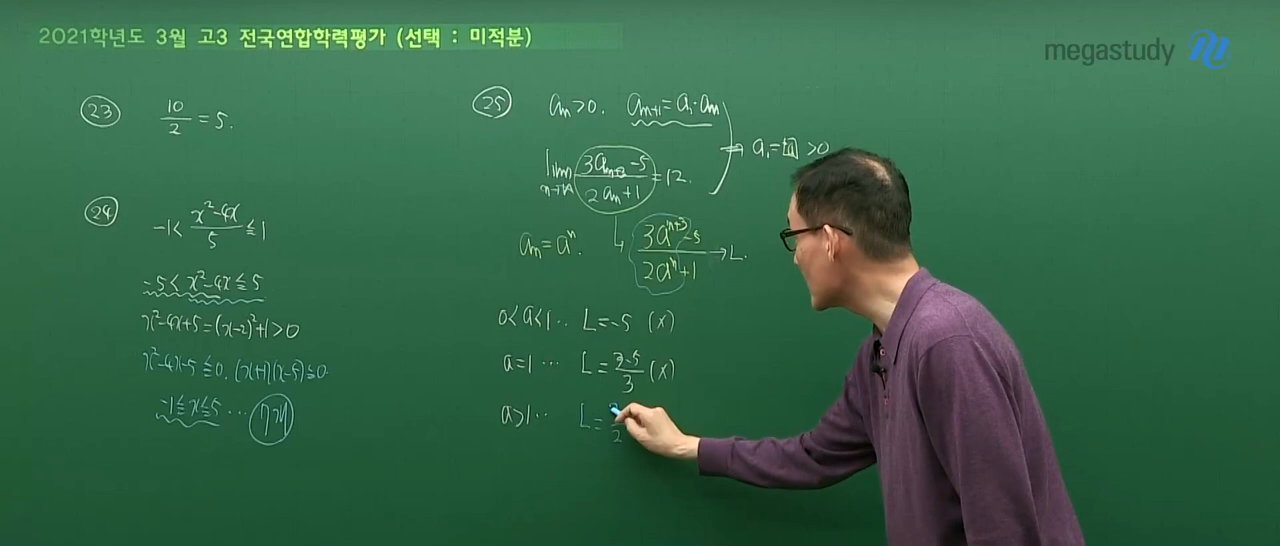 2021학년도 3월 고3 전국연합학력평가 (선택 : 미적분)
megastudy
23 10/2 = 5.
24 -1 < (x²-4x)/5 ≦ 1
-5 < x²-4x ≦ 5
x²-4x+5 = (x-2)²+1 > 0
x²-4x-5 ≦ 0. (x+1)(x-5) ≦ 0
-1 ≦ x ≦ 5 ... 7개
25 aₙ > 0. aₙ₊₁ = a₁·aₙ
lim n→∞ (3aₙ₊₃ -5)/(2aₙ+1) = 12. ⇒ a₁ = a > 0
aₙ = aⁿ. ↳ (3aⁿ⁺³-5)/(2aⁿ+1) → L.
0 < a < 1 ... L = -5 (x)
a = 1 ... L = (3-5)/3 (x)
a > 1 ... L = 3/2